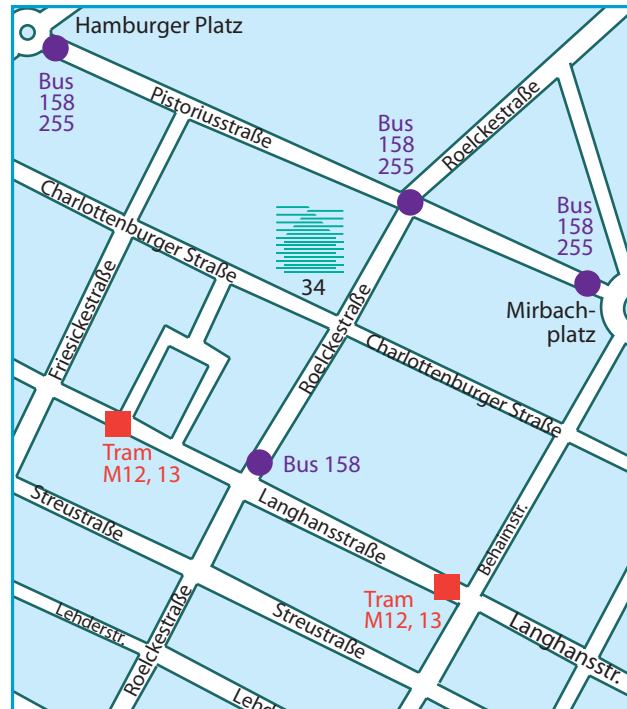 Hamburger Platz
Bus
158
255
Pistoriusstraße
Bus
158
255
Roelckestraße
Charlottenburger Straße
Bus
158
255
34
Mirbach-
platz
Friesickestraße
Roelckestraße
Charlottenburger Straße
Tram
M12, 13
Bus 158
Streustraße
Langhansstraße
Behaimstr.
Tram
M12, 13
Lehderstr.
Roelckestraße
Streustraße
Langhansstr.
Lehd